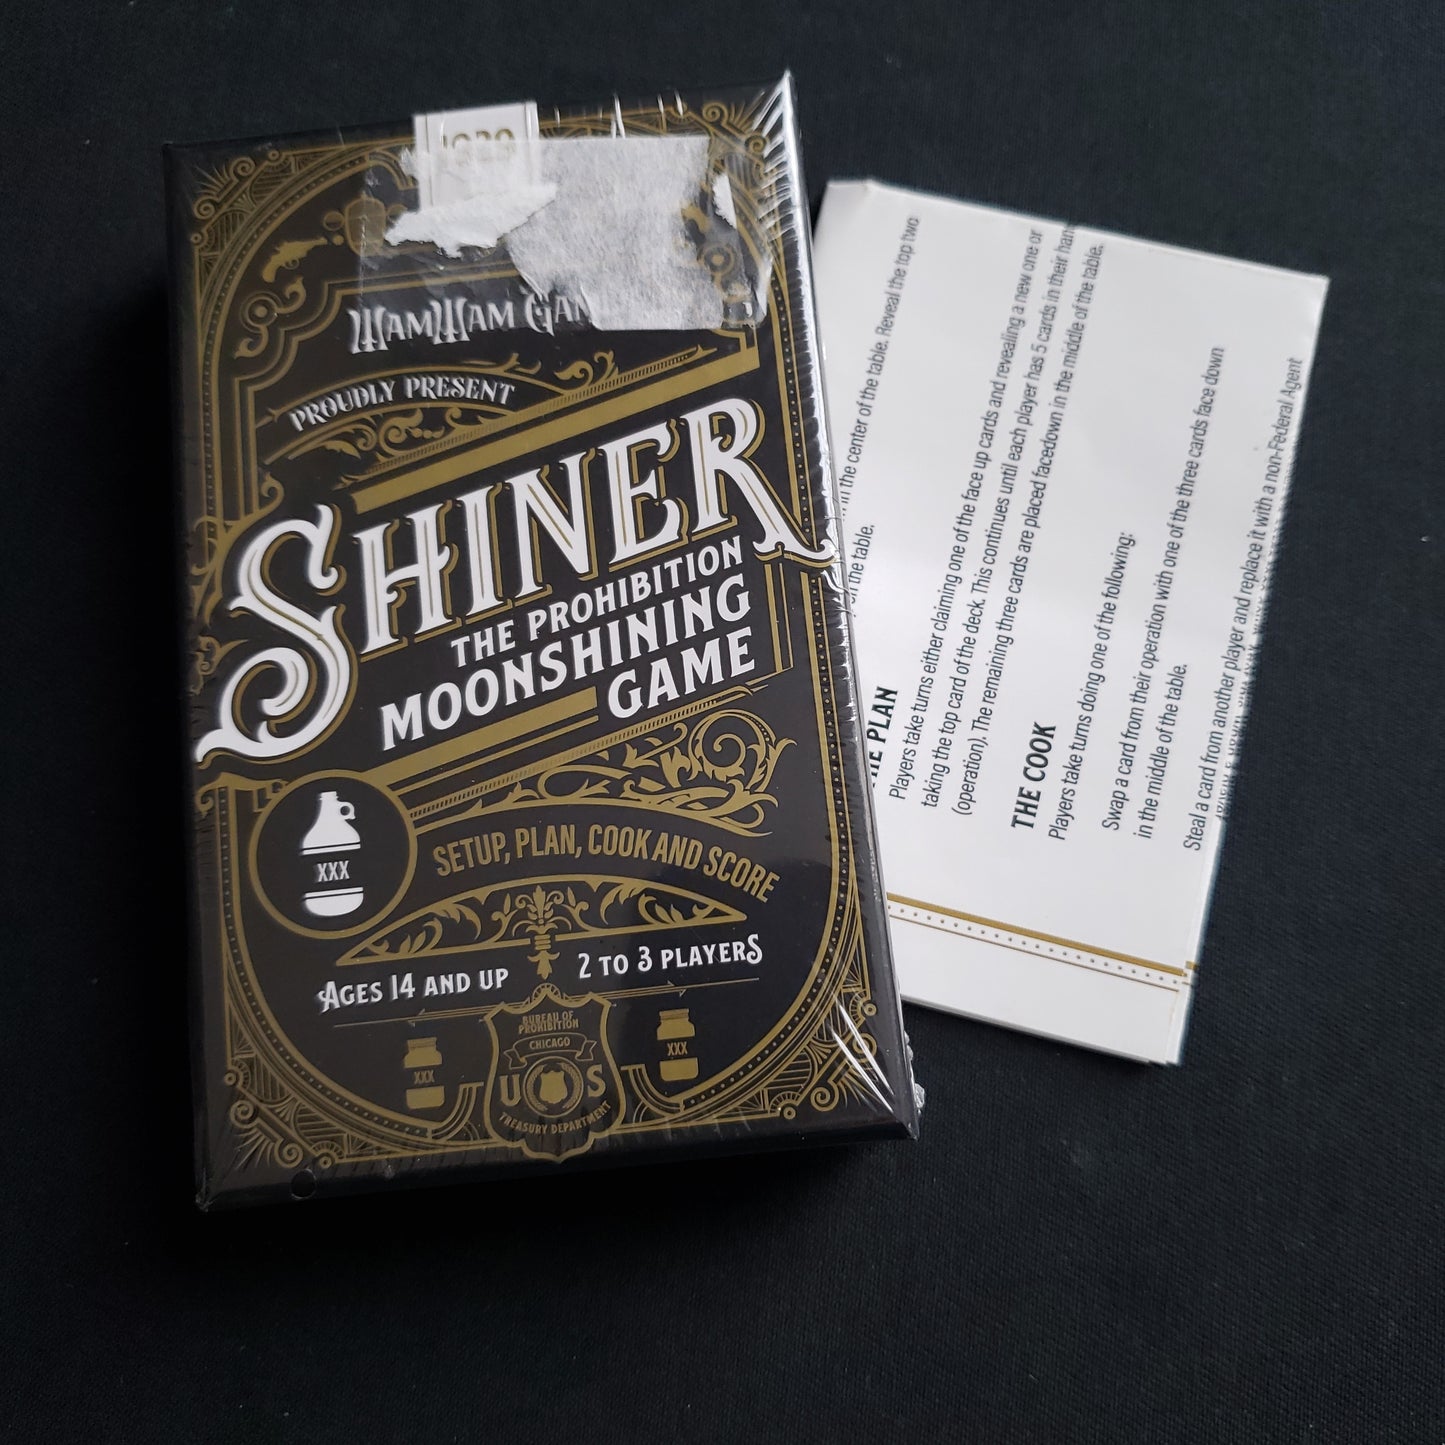 1929
WAMWAM
PROUDLY PRESENT
SHINER
THE PROHIBITION
MOONSHINING
GAME
XXX
SETUP, PLAN, COOK AND SCORE
AGES 14 AND UP
2 TO 3 PLAYERS
BUREAU OF
PROHIBITION
CHICAGO
U S
TREASURY DEPARTMENT
XXX
XXX
in the center of the table. Reveal the top two
the table.
PLAN
Players take turns either claiming one of the face up cards and revealing a new one or
taking the top card of the deck. This continues until each player has 5 cards in their
(operation). The remaining three cards are placed facedown in the middle of the table.
THE COOK
Players take turns doing one of the following:
Swap a card from their operation with one of the three cards face down
in the middle of the table.
Steal a card from another player and replace it with a non-Federal Agent